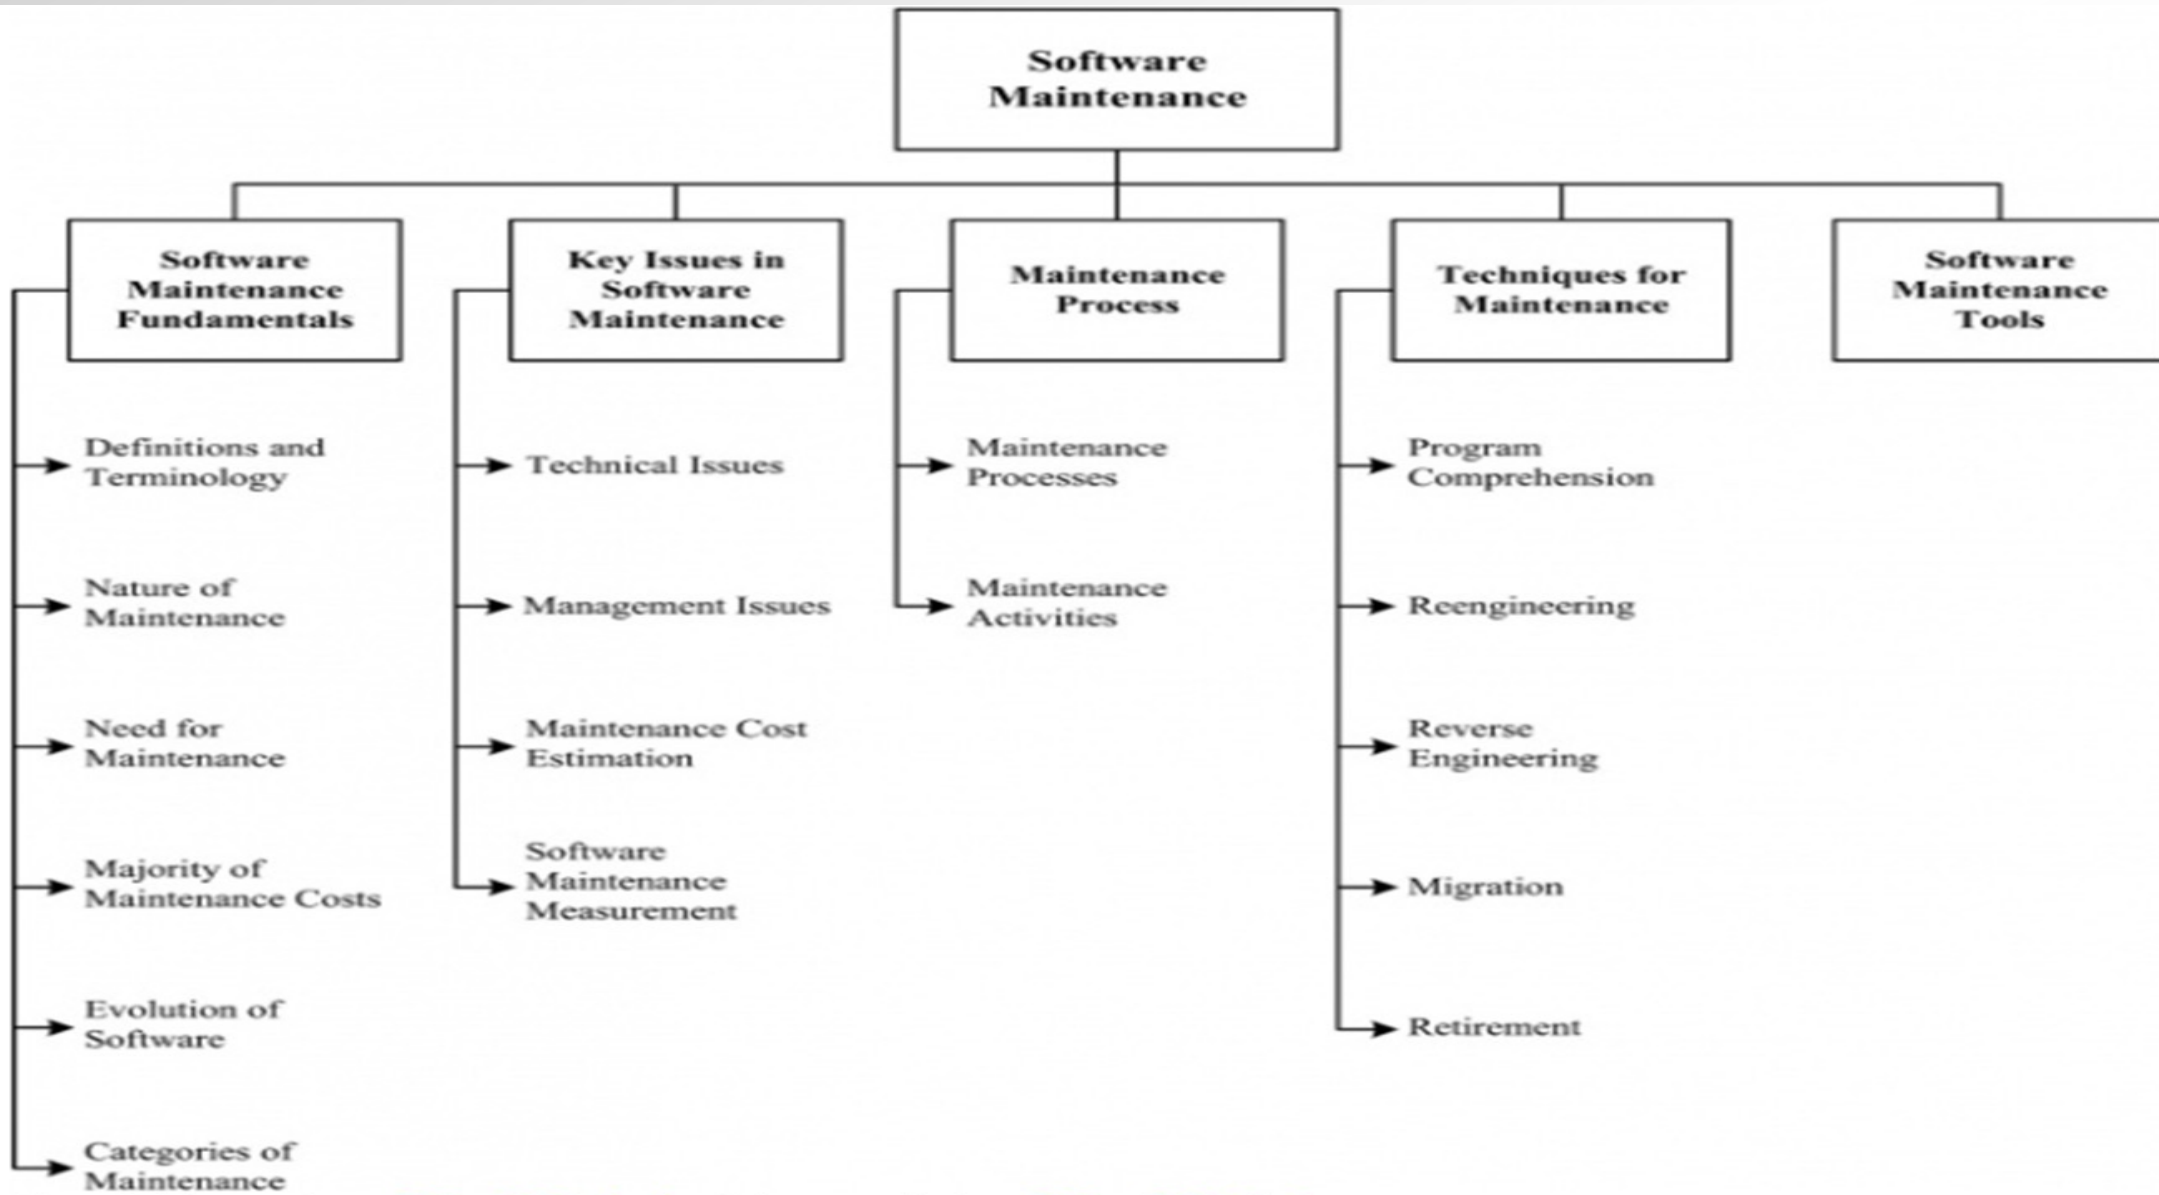 Software
Maintenance
Software
Maintenance
Fundamentals
Key Issues in
Software
Maintenance
Maintenance
Process
Techniques for
Maintenance
Software
Maintenance
Tools
Definitions and
Terminology
Nature of
Maintenance
Need for
Maintenance
Majority of
Maintenance Costs
Evolution of
Software
Categories of
Maintenance
Technical Issues
Management Issues
Maintenance Cost
Estimation
Software
Maintenance
Measurement
Maintenance
Processes
Maintenance
Activities
Program
Comprehension
Reengineering
Reverse
Engineering
Migration
Retirement